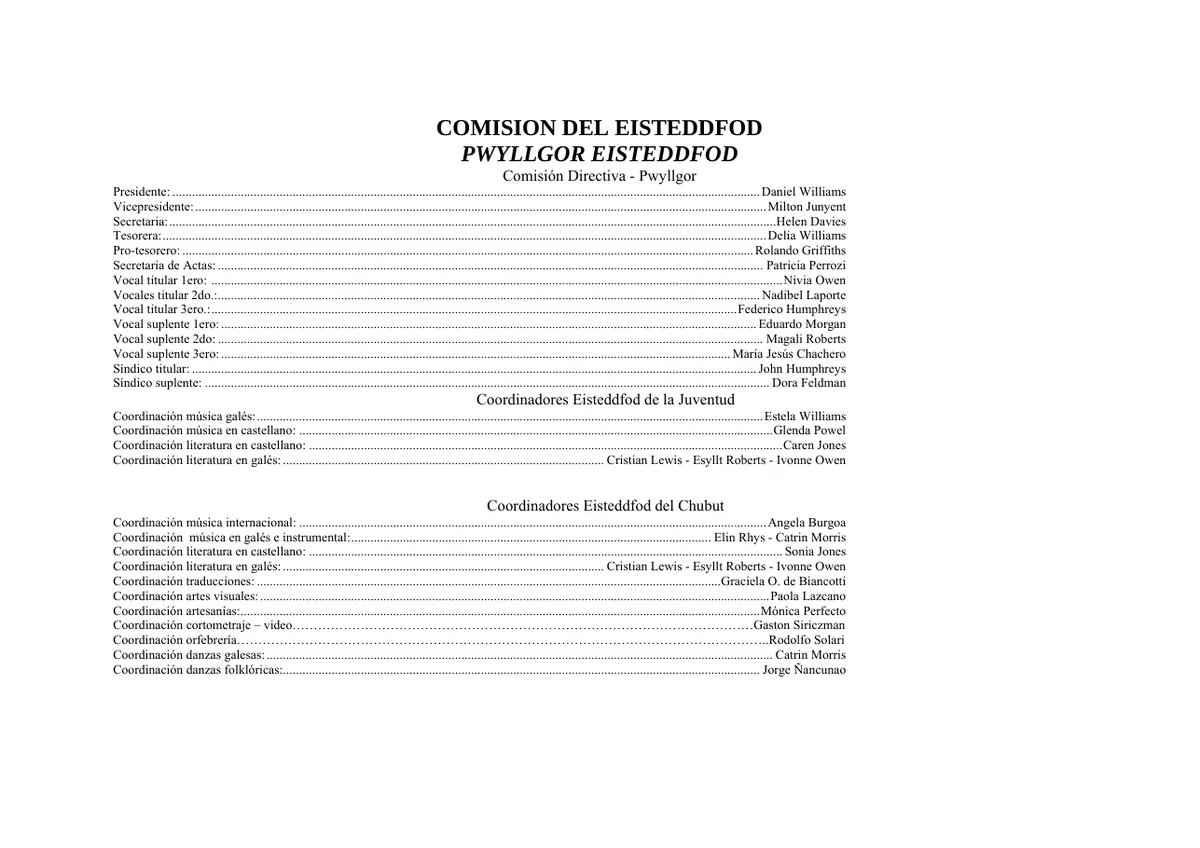 COMISION DEL EISTEDDFOD
PWYLLGOR EISTEDDFOD
Comisión Directiva - Pwyllgor
Presidente: ........ Daniel Williams
Vicepresidente: ........ Milton Junyent
Secretaria: ........ Helen Davies
Tesorera: ........ Delia Williams
Pro-tesorero: ........ Rolando Griffiths
Secretaria de Actas: ........ Patricia Perrozi
Vocal titular 1ero: ........ Nivia Owen
Vocales titular 2do.: ........ Nadibel Laporte
Vocal titular 3ero.: ........ Federico Humphreys
Vocal suplente 1ero: ........ Eduardo Morgan
Vocal suplente 2do: ........ Magali Roberts
Vocal suplente 3ero: ........ María Jesús Chachero
Síndico titular: ........ John Humphreys
Síndico suplente: ........ Dora Feldman
Coordinadores Eisteddfod de la Juventud
Coordinación música galés: ........ Estela Williams
Coordinación música en castellano: ........ Glenda Powel
Coordinación literatura en castellano: ........ Caren Jones
Coordinación literatura en galés: ........ Cristian Lewis - Esyllt Roberts - Ivonne Owen
Coordinadores Eisteddfod del Chubut
Coordinación música internacional: ........ Angela Burgoa
Coordinación música en galés e instrumental: ........ Elin Rhys - Catrin Morris
Coordinación literatura en castellano: ........ Sonia Jones
Coordinación literatura en galés: ........ Cristian Lewis - Esyllt Roberts - Ivonne Owen
Coordinación traducciones: ........ Graciela O. de Biancotti
Coordinación artes visuales: ........ Paola Lazcano
Coordinación artesanías: ........ Mónica Perfecto
Coordinación cortometraje – video ........ Gaston Siriczman
Coordinación orfebrería ........ Rodolfo Solari
Coordinación danzas galesas: ........ Catrin Morris
Coordinación danzas folklóricas: ........ Jorge Ñancunao